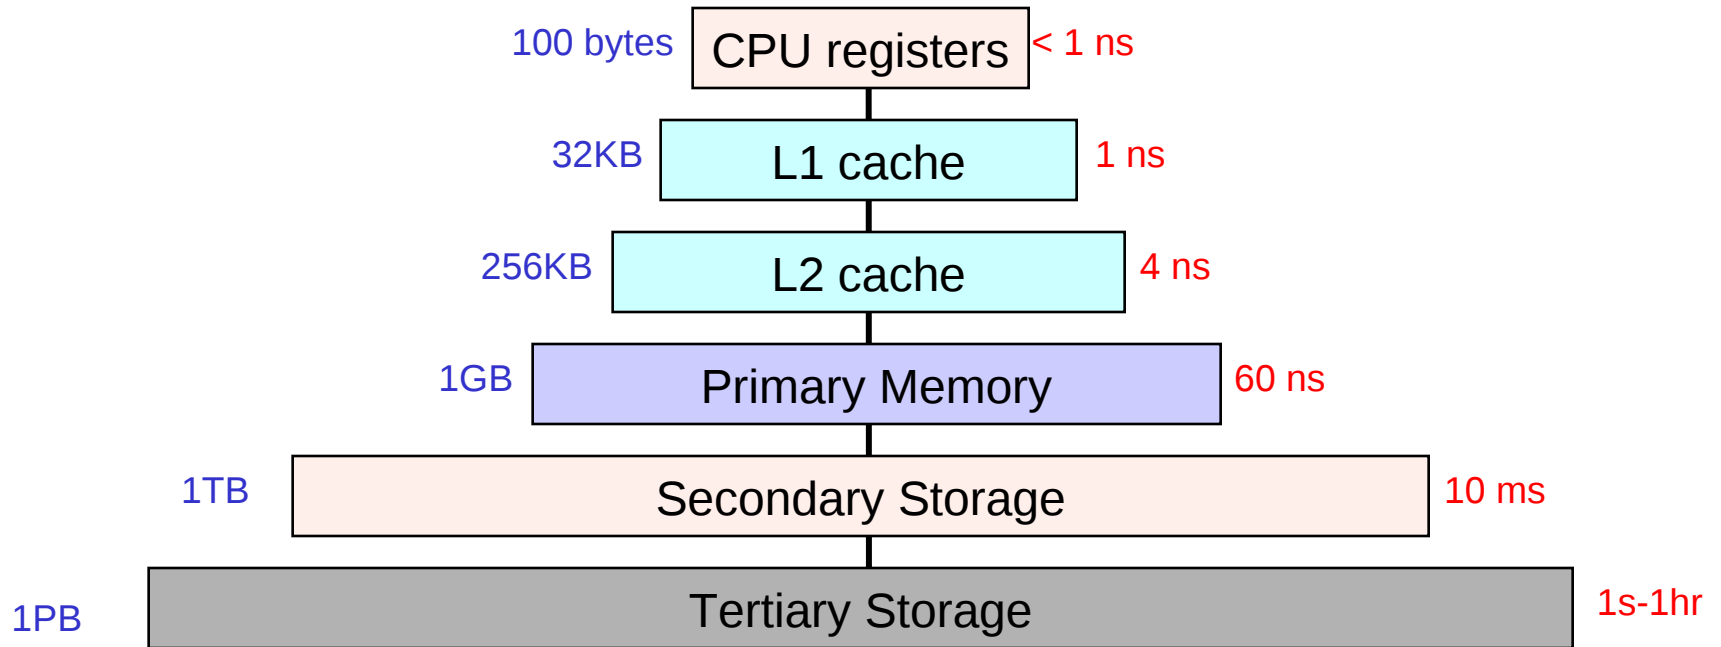 100 bytes CPU registers < 1 ns
32KB L1 cache 1 ns
256KB L2 cache 4 ns
1GB Primary Memory 60 ns
1TB Secondary Storage 10 ms
1PB Tertiary Storage 1s-1hr